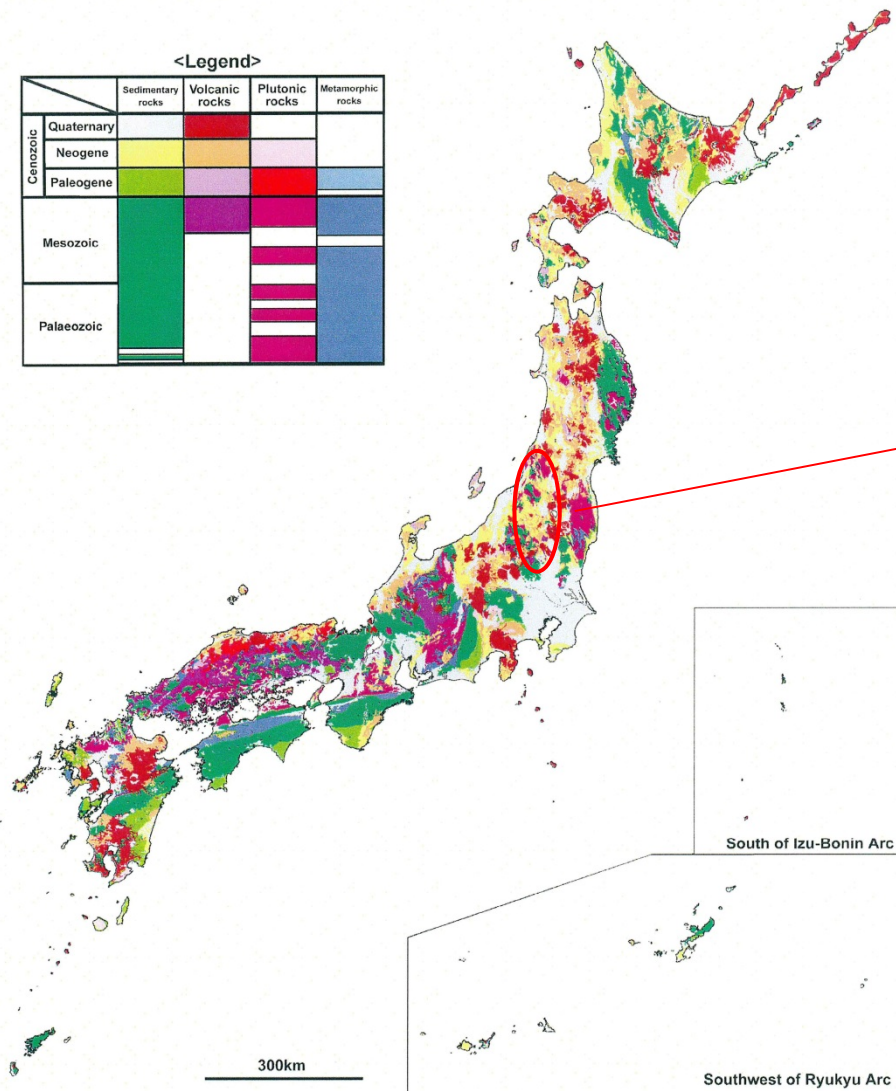 <Legend>
Sedimentary rocks
Volcanic rocks
Plutonic rocks
Metamorphic rocks
Cenozoic
Quaternary
Neogene
Paleogene
Mesozoic
Palaeozoic
South of Izu-Bonin Arc
300km
Southwest of Ryukyu Arc